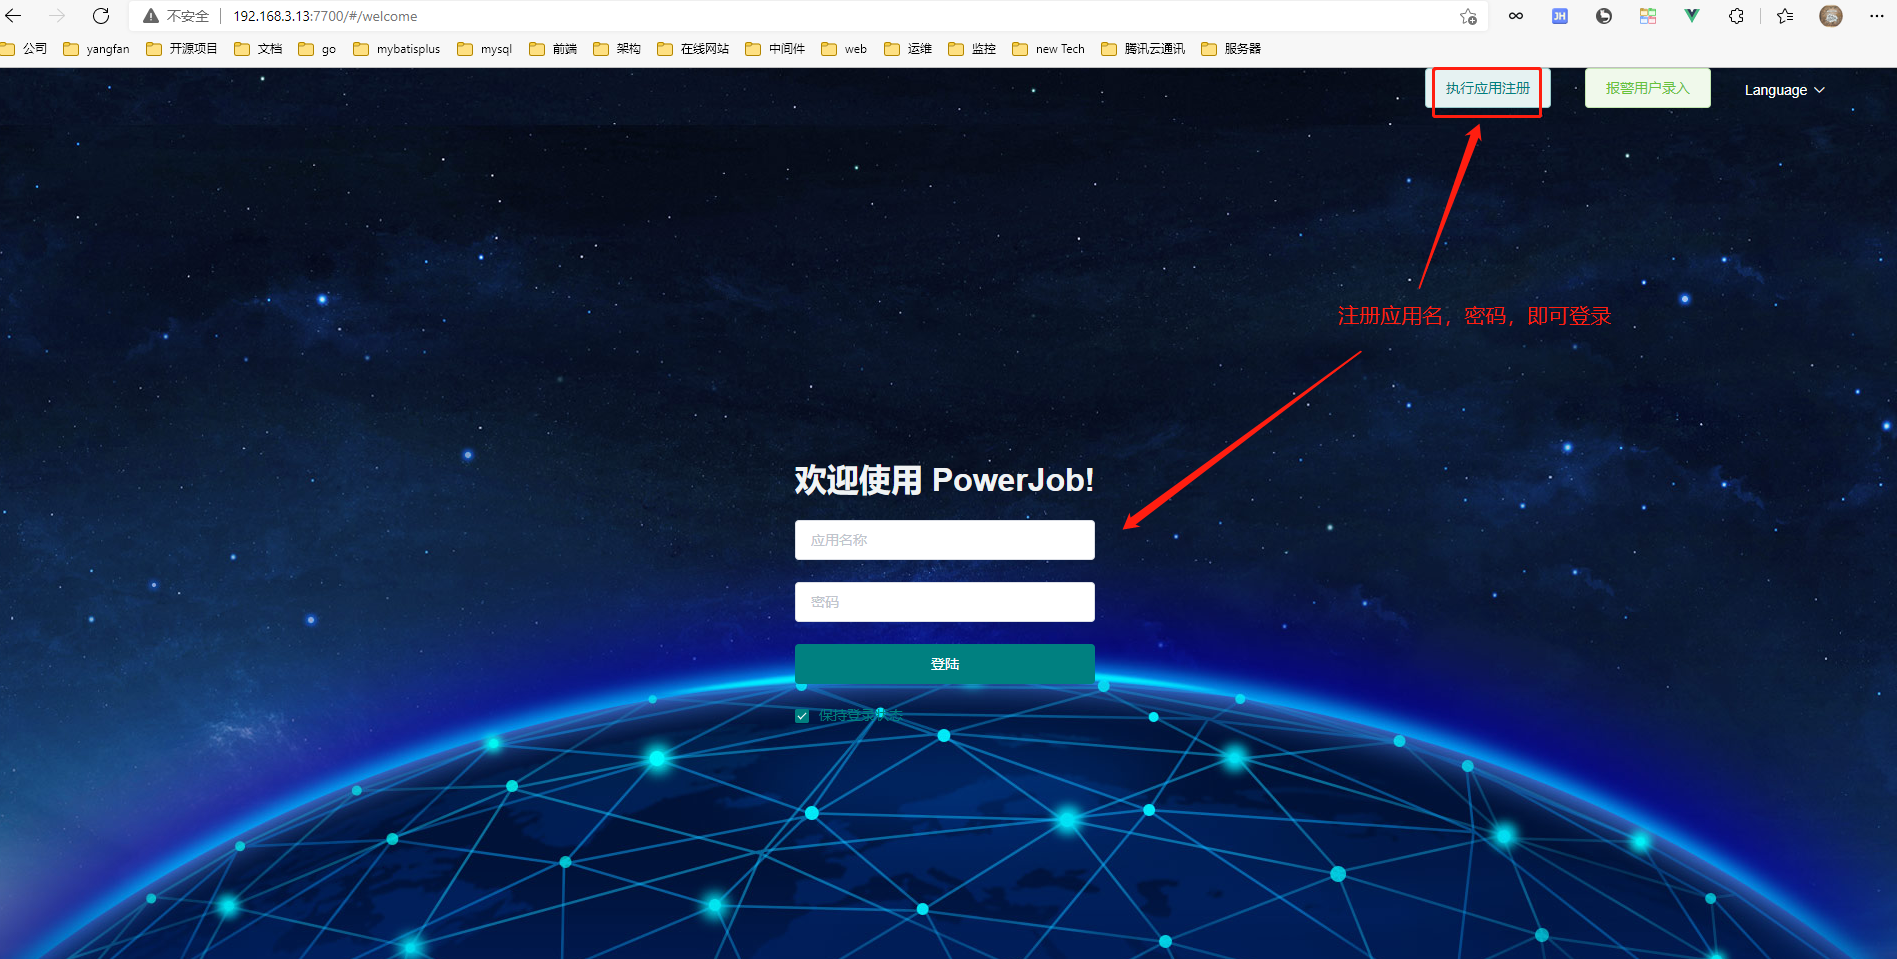 不安全 192.168.3.13:7700/#/welcome
JH
公司 yangfan 开源项目 文档 go mybatisplus mysql 前端 架构 在线网站 中间件 web 运维 监控 new Tech 腾讯云通讯 服务器
执行应用注册 报警用户录入 Language
注册应用名，密码，即可登录
欢迎使用 PowerJob!
应用名称
密码
登陆
保持登录状态